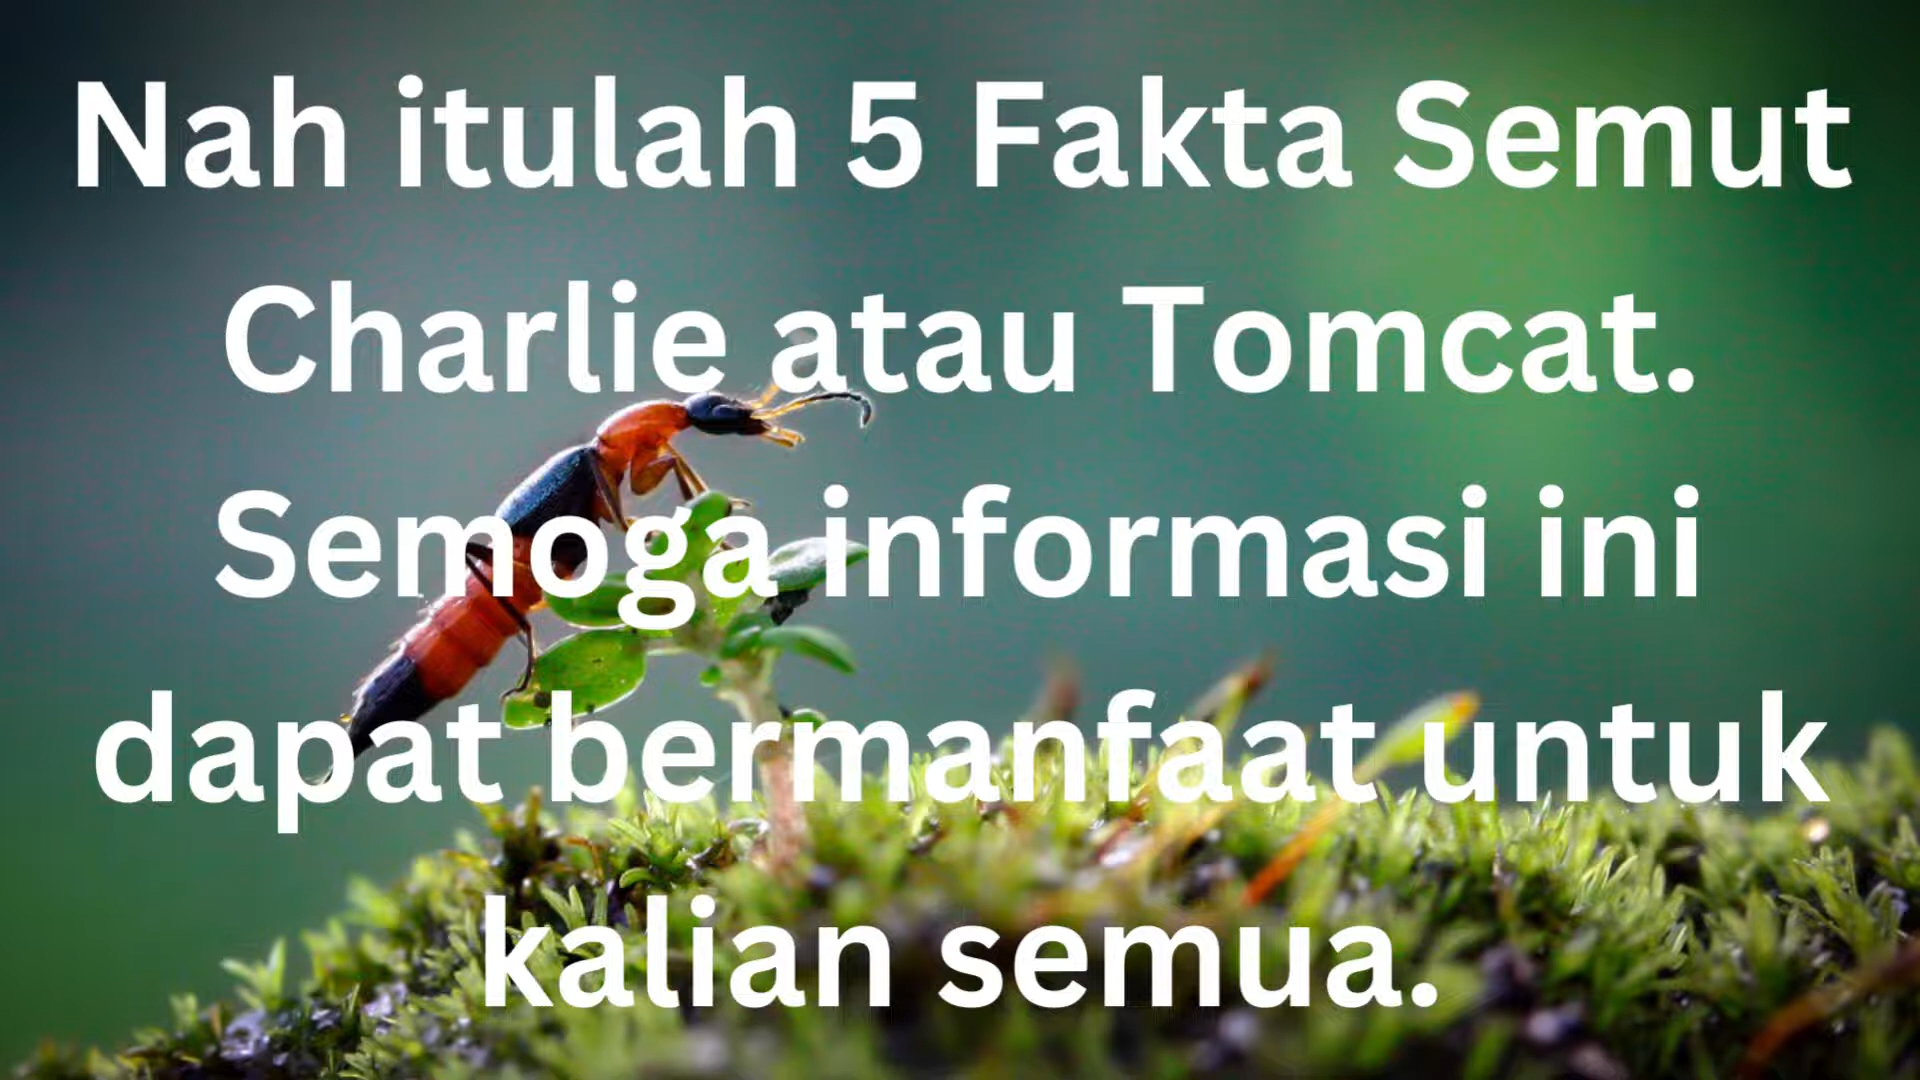 Nah itulah 5 Fakta Semut
Charlie atau Tomcat.
Semoga informasi ini
dapat bermanfaat untuk
kalian semua.